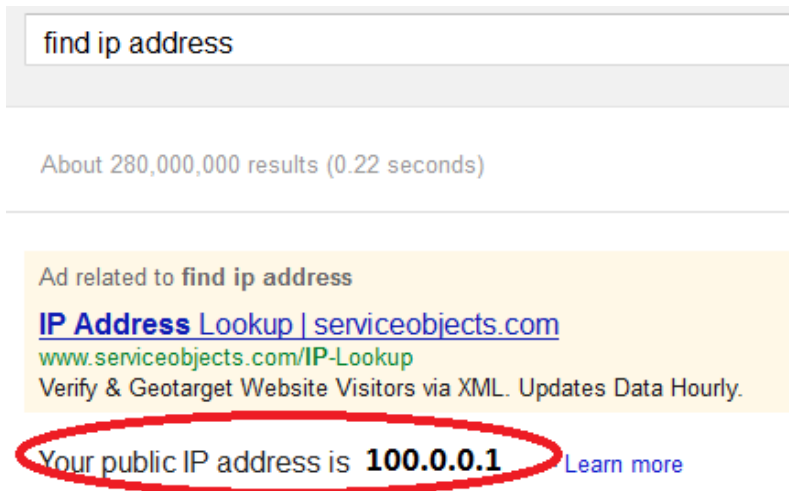 find ip address
About 280,000,000 results (0.22 seconds)
Ad related to find ip address
IP Address Lookup | serviceobjects.com
www.serviceobjects.com/IP-Lookup
Verify & Geotarget Website Visitors via XML. Updates Data Hourly.
Your public IP address is 100.0.0.1 Learn more